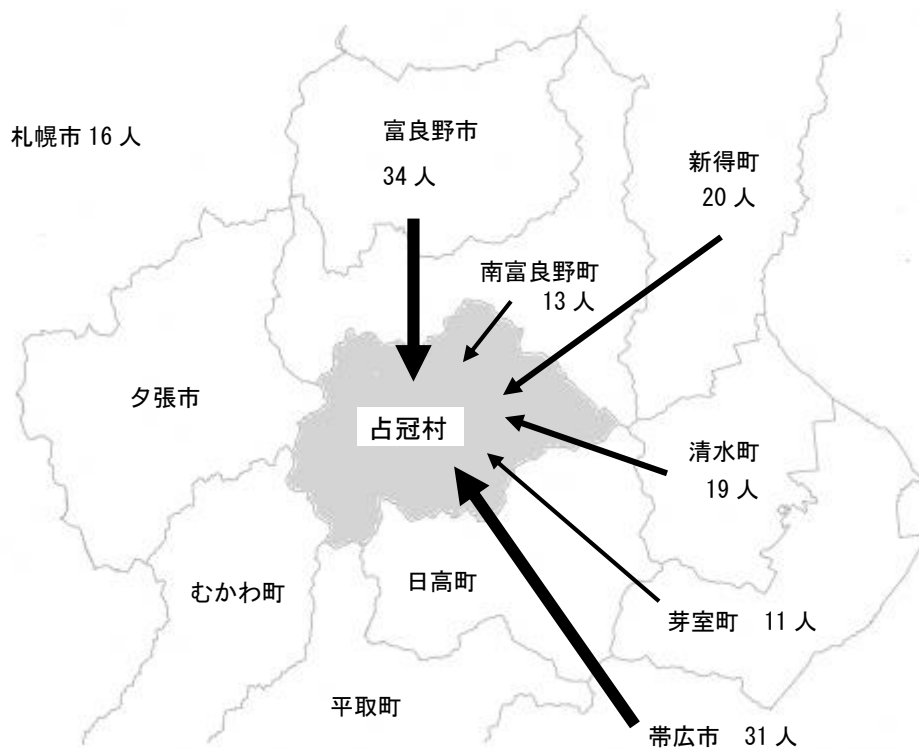 富良野市
34 人
札幌市 16 人
新得町
20 人
南富良野町
13 人
夕張市
占冠村
清水町
19 人
日高町
むかわ町
芽室町 11 人
平取町
帯広市 31 人